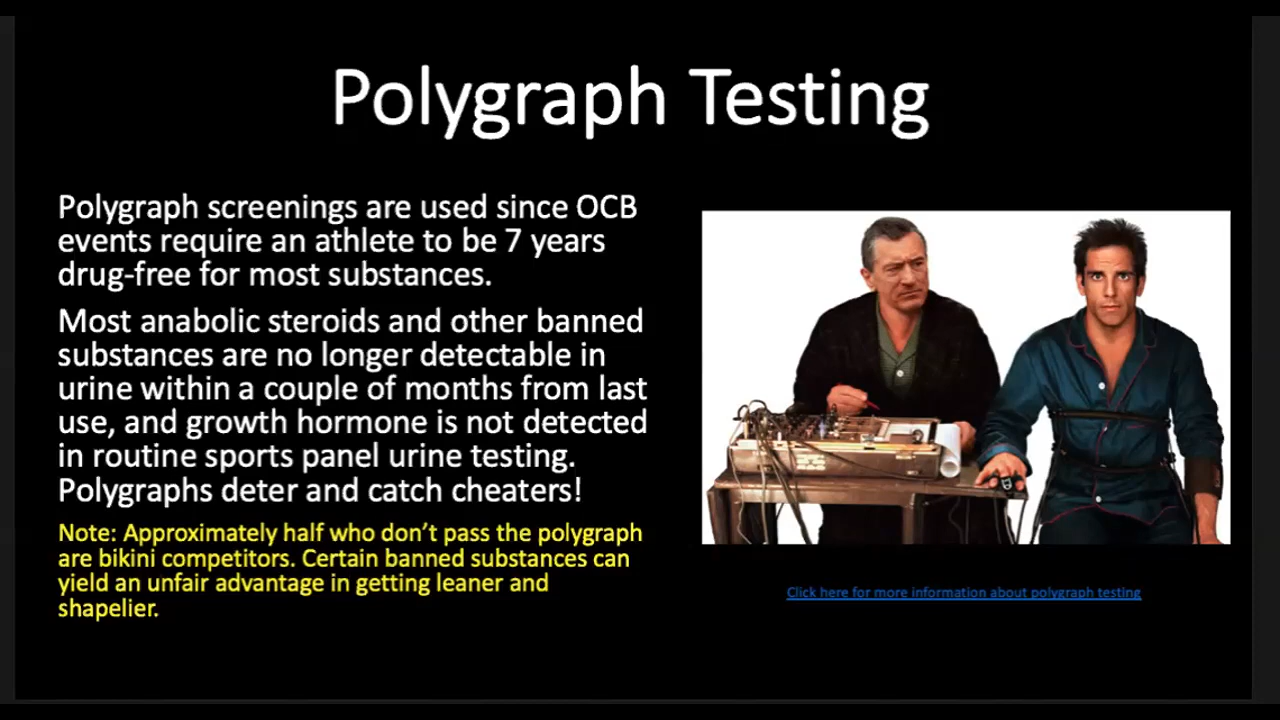 Polygraph Testing
Polygraph screenings are used since OCB
events require an athlete to be 7 years
drug-free for most substances.
Most anabolic steroids and other banned
substances are no longer detectable in
urine within a couple of months from last
use, and growth hormone is not detected
in routine sports panel urine testing.
Polygraphs deter and catch cheaters!
Note: Approximately half who don’t pass the polygraph
are bikini competitors. Certain banned substances can
yield an unfair advantage in getting leaner and
shapelier.
Click here for more information about polygraph testing